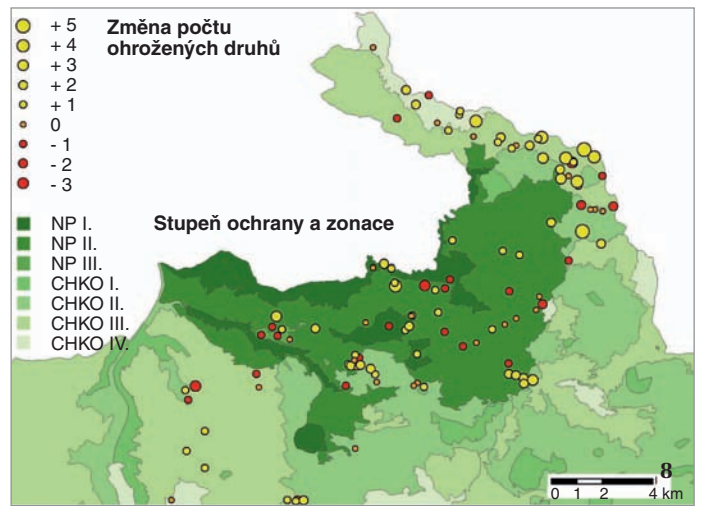 Změna počtu
ohrožených druhů
+ 5
+ 4
+ 3
+ 2
+ 1
0
- 1
- 2
- 3
Stupeň ochrany a zonace
NP I.
NP II.
NP III.
CHKO I.
CHKO II.
CHKO III.
CHKO IV.
8
0 1 2 4 km